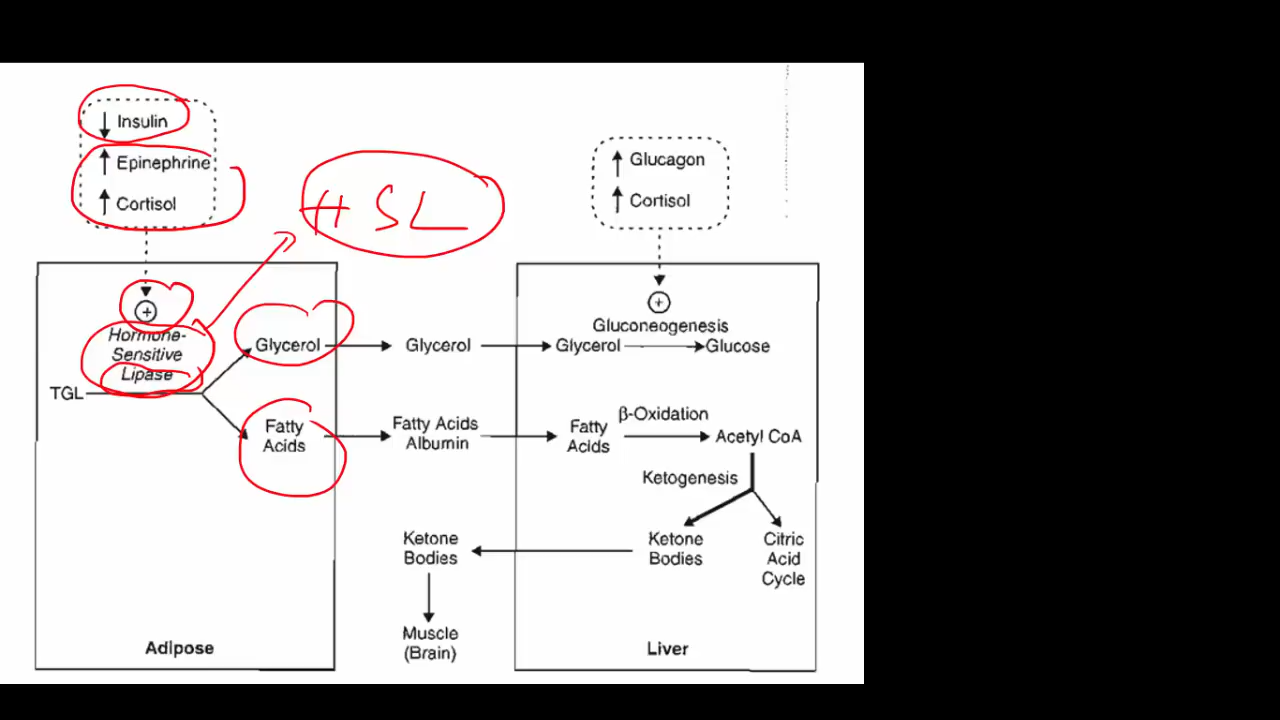 Insulin
Epinephrine
Cortisol
HSL
Glucagon
Cortisol
Hormone-
Sensitive
Lipase
TGL
Glycerol
Fatty
Acids
Glycerol
Fatty Acids
Albumin
Gluconeogenesis
Glycerol
Glucose
β-Oxidation
Fatty
Acids
Acetyl CoA
Ketogenesis
Ketone
Bodies
Citric
Acid
Cycle
Ketone
Bodies
Muscle
(Brain)
Adipose
Liver